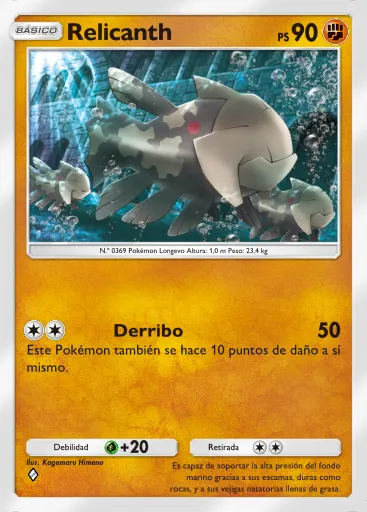 BÁSICO Relicanth PS 90
N.º 0369 Pokémon Longevo Altura: 1,0 m Peso: 23,4 kg
Derribo 50
Este Pokémon también se hace 10 puntos de daño a sí
mismo.
Debilidad +20 Retirada
Ilus. Kagemaru Himeno
Es capaz de soportar la alta presión del fondo
marino gracias a sus escamas, duras como
rocas, y a sus vejigas natatorias llenas de grasa.